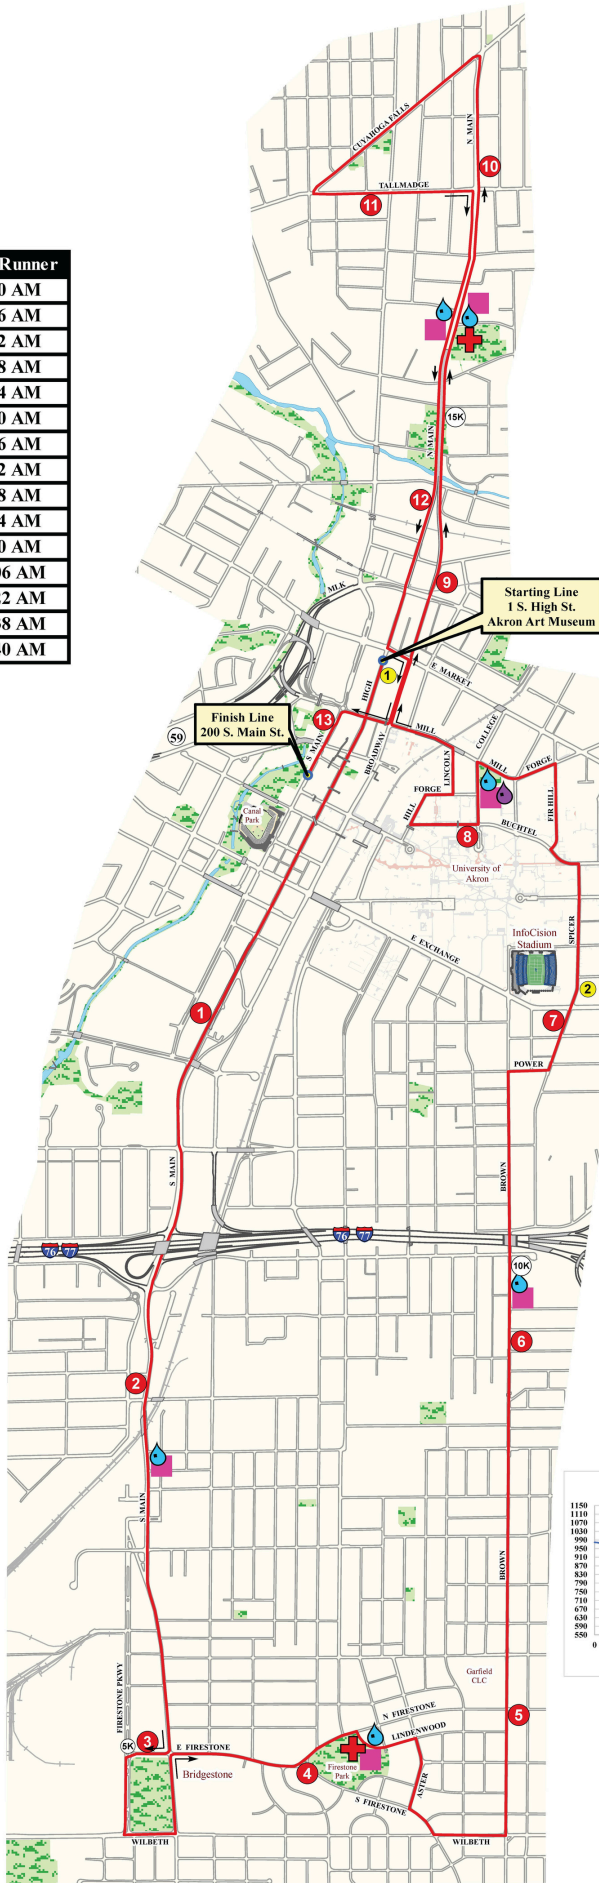 CUYAHOGA FALLS
N MAIN
10
TALLMADGE
11
Runner
0 AM
6 AM
2 AM
8 AM
4 AM
0 AM
6 AM
2 AM
8 AM
4 AM
0 AM
06 AM
22 AM
38 AM
40 AM
15K
N MAIN
12
9
MLK
Starting Line
1 S. High St.
Akron Art Museum
E MARKET
1
HIGH
Finish Line
200 S. Main St.
13
S MAIN
59
BROADWAY
MILL
COLLEGE
LINCOLN
MILL
FORGE
FORGE
HILL
FIR HILL
BUCHTEL
8
Canal
Park
University of
Akron
E EXCHANGE
InfoCision
Stadium
SPICER
2
7
1
POWER
S MAIN
BROWN
76
77
76
77
10K
6
2
S MAIN
1150
1110
1070
1030
990
950
910
870
830
790
750
710
670
630
590
550
0
BROWN
Garfield
CLC
FIRESTONE PKWY
5
N FIRESTONE
LINDENWOOD
3
5K
E FIRESTONE
Bridgestone
4
Firestone
Park
ASTER
S FIRESTONE
WILBETH
WILBETH